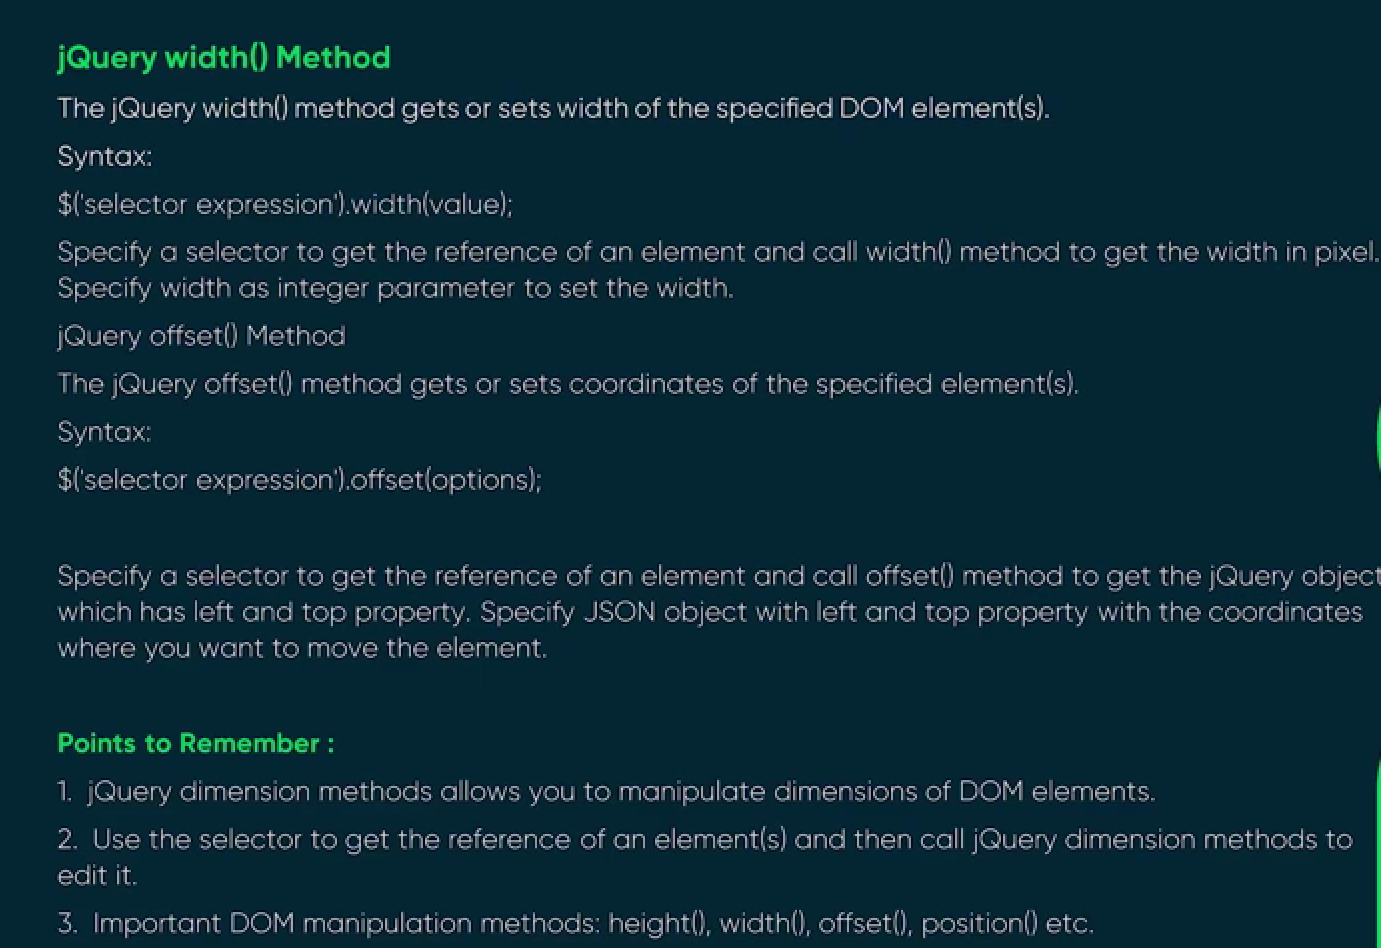 jQuery width() Method
The jQuery width() method gets or sets width of the specified DOM element(s).
Syntax:
$('selector expression').width(value);
Specify a selector to get the reference of an element and call width() method to get the width in pixel.
Specify width as integer parameter to set the width.
jQuery offset() Method
The jQuery offset() method gets or sets coordinates of the specified element(s).
Syntax:
$('selector expression').offset(options);
Specify a selector to get the reference of an element and call offset() method to get the jQuery object
which has left and top property. Specify JSON object with left and top property with the coordinates
where you want to move the element.
Points to Remember :
1. jQuery dimension methods allows you to manipulate dimensions of DOM elements.
2. Use the selector to get the reference of an element(s) and then call jQuery dimension methods to
edit it.
3. Important DOM manipulation methods: height(), width(), offset(), position() etc.